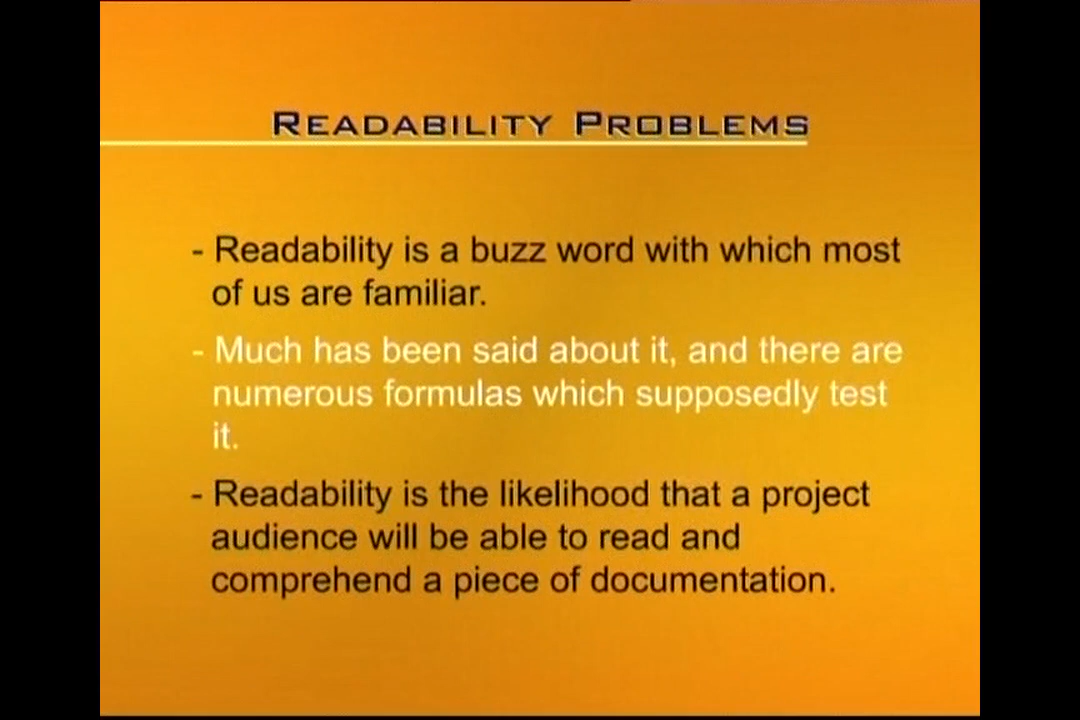 READABILITY PROBLEMS
- Readability is a buzz word with which most
of us are familiar.
- Much has been said about it, and there are
numerous formulas which supposedly test
it.
- Readability is the likelihood that a project
audience will be able to read and
comprehend a piece of documentation.